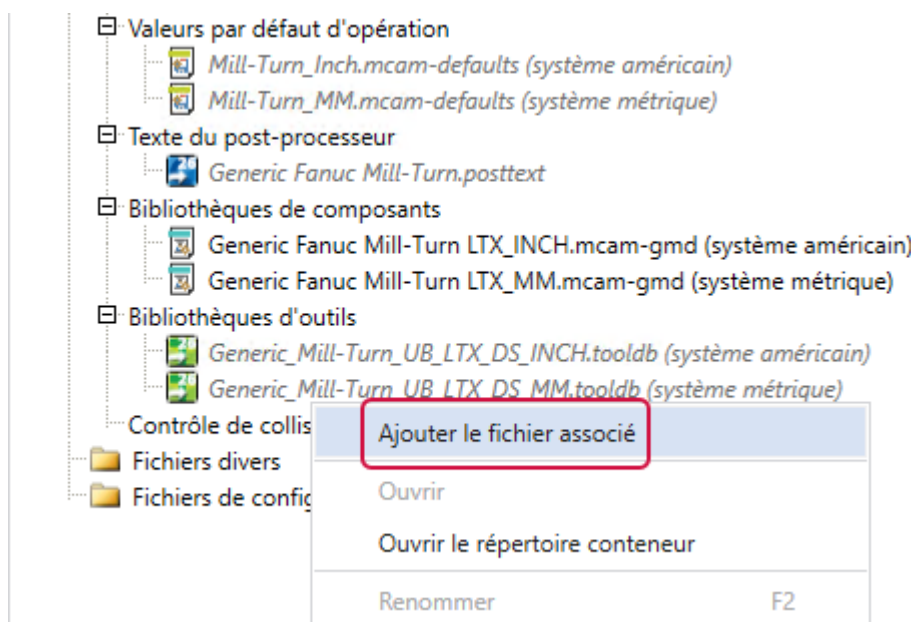 Valeurs par défaut d'opération
Mill-Turn_Inch.mcam-defaults (système américain)
Mill-Turn_MM.mcam-defaults (système métrique)
Texte du post-processeur
Generic Fanuc Mill-Turn.posttext
Bibliothèques de composants
Generic Fanuc Mill-Turn LTX_INCH.mcam-gmd (système américain)
Generic Fanuc Mill-Turn LTX_MM.mcam-gmd (système métrique)
Bibliothèques d'outils
Generic_Mill-Turn_UB_LTX_DS_INCH.tooldb (système américain)
Generic_Mill-Turn_UB_LTX_DS_MM.tooldb (système métrique)
Contrôle de collis
Ajouter le fichier associé
Fichiers divers
Fichiers de config
Ouvrir
Ouvrir le répertoire conteneur
Renommer F2